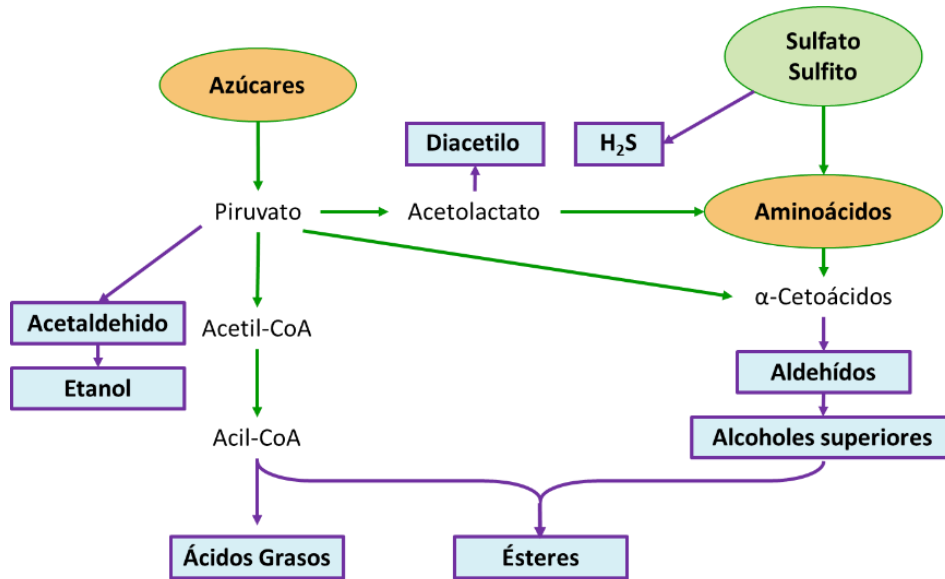 Sulfato
Sulfito
Azúcares
Diacetilo
H₂S
Piruvato
Acetolactato
Aminoácidos
α-Cetoácidos
Acetaldehido
Acetil-CoA
Aldehídos
Etanol
Acil-CoA
Alcoholes superiores
Ácidos Grasos
Ésteres